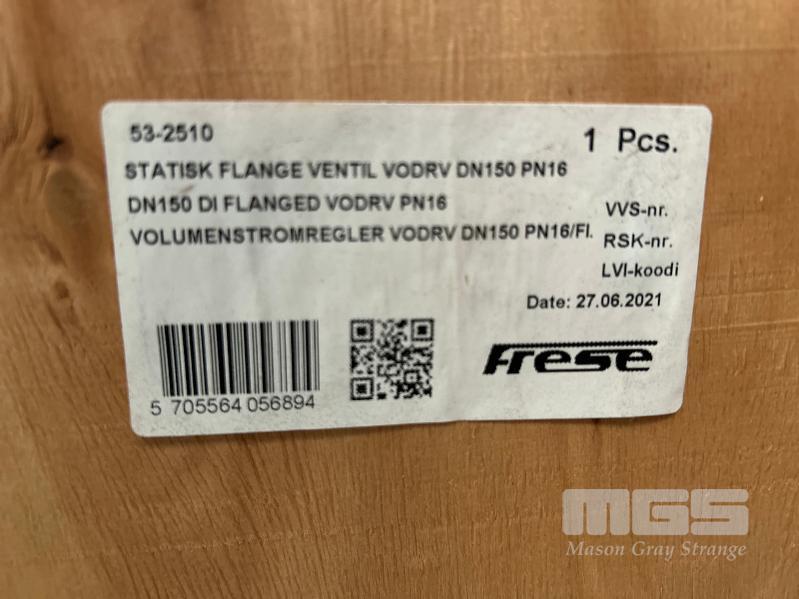 53-2510
1 Pcs.
STATISK FLANGE VENTIL VODRV DN150 PN16
DN150 DI FLANGED VODRV PN16
VOLUMENSTROMREGLER VODRV DN150 PN16/Fl.
VVS-nr.
RSK-nr.
LVI-koodi
Date: 27.06.2021
5 705564 056894
Frese
MGS
Mason Gray Strange